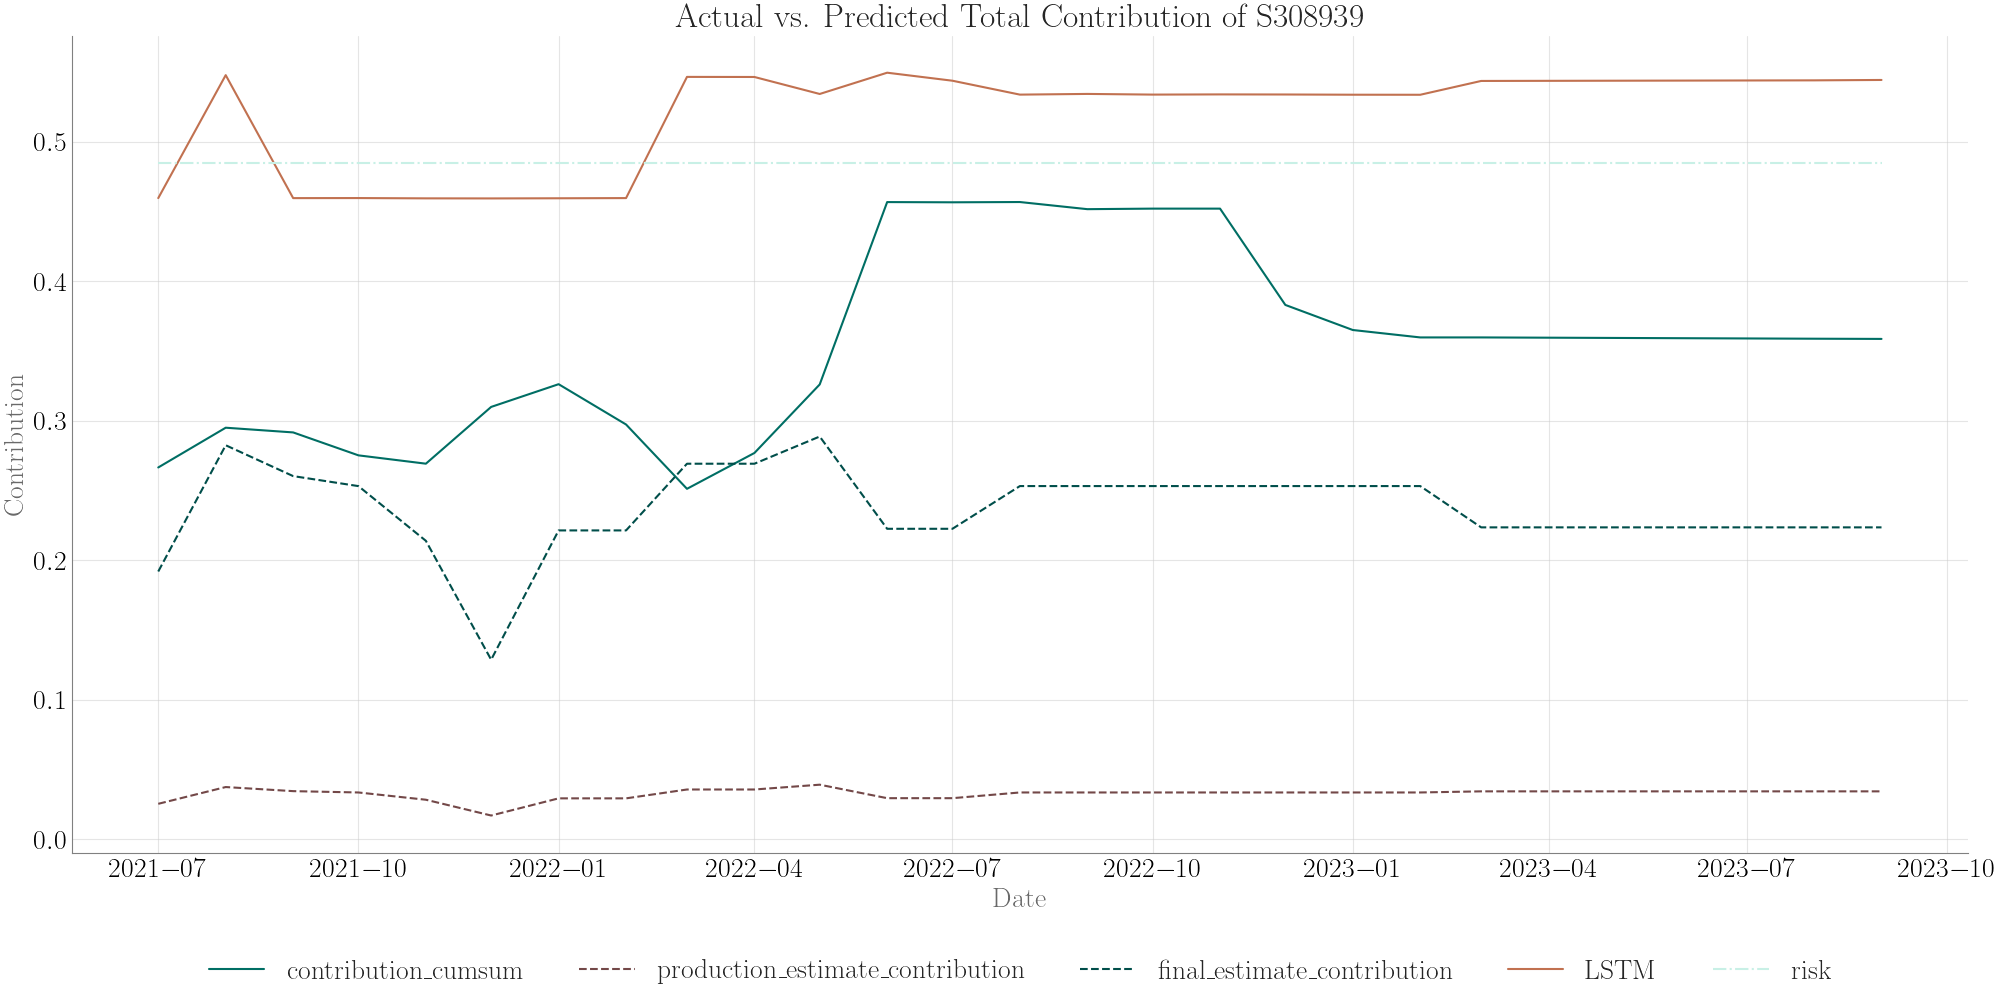 Actual vs. Predicted Total Contribution of S308939
Contribution
0.5
0.4
0.3
0.2
0.1
0.0
2021−07 2021−10 2022−01 2022−04 2022−07 2022−10 2023−01 2023−04 2023−07 2023−10
Date
contribution_cumsum production_estimate_contribution final_estimate_contribution LSTM risk